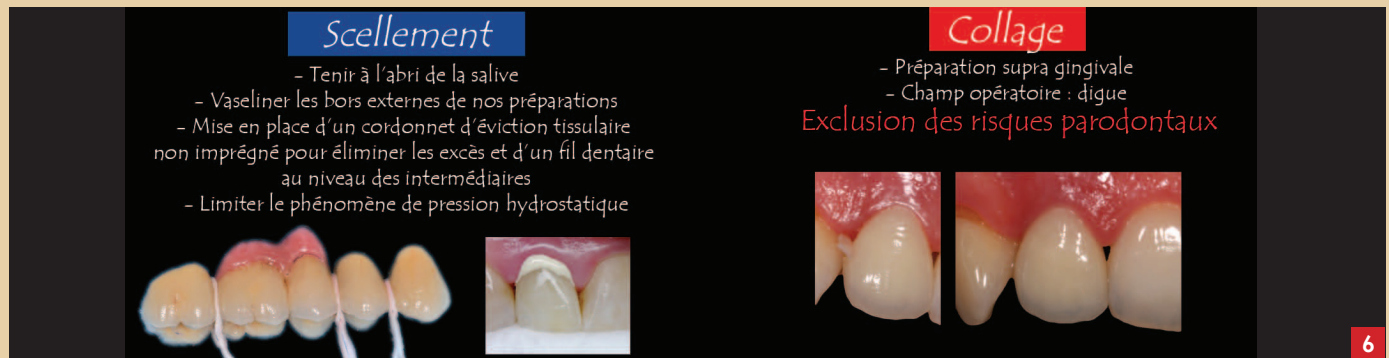 Scellement
- Tenir à l'abri de la salive
- Vaseliner les bors externes de nos préparations
- Mise en place d'un cordonnet d'éviction tissulaire
non imprégné pour éliminer les excès et d'un fil dentaire
au niveau des intermédiaires
- Limiter le phénomène de pression hydrostatique
Collage
- Préparation supra gingivale
- Champ opératoire : digue
Exclusion des risques parodontaux
6